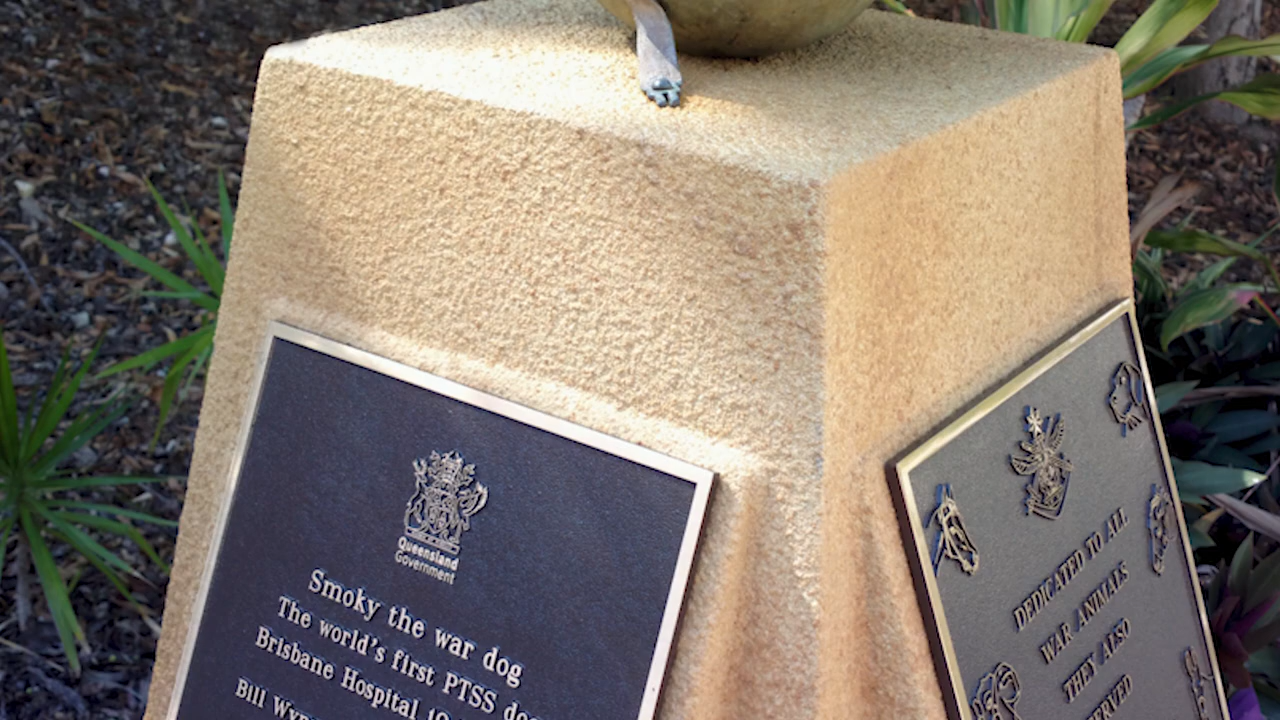 Queensland
Government
Smoky the war dog
The world's first PTSS dog
Brisbane Hospital
Bill
DEDICATED TO ALL
WAR ANIMALS
THEY ALSO